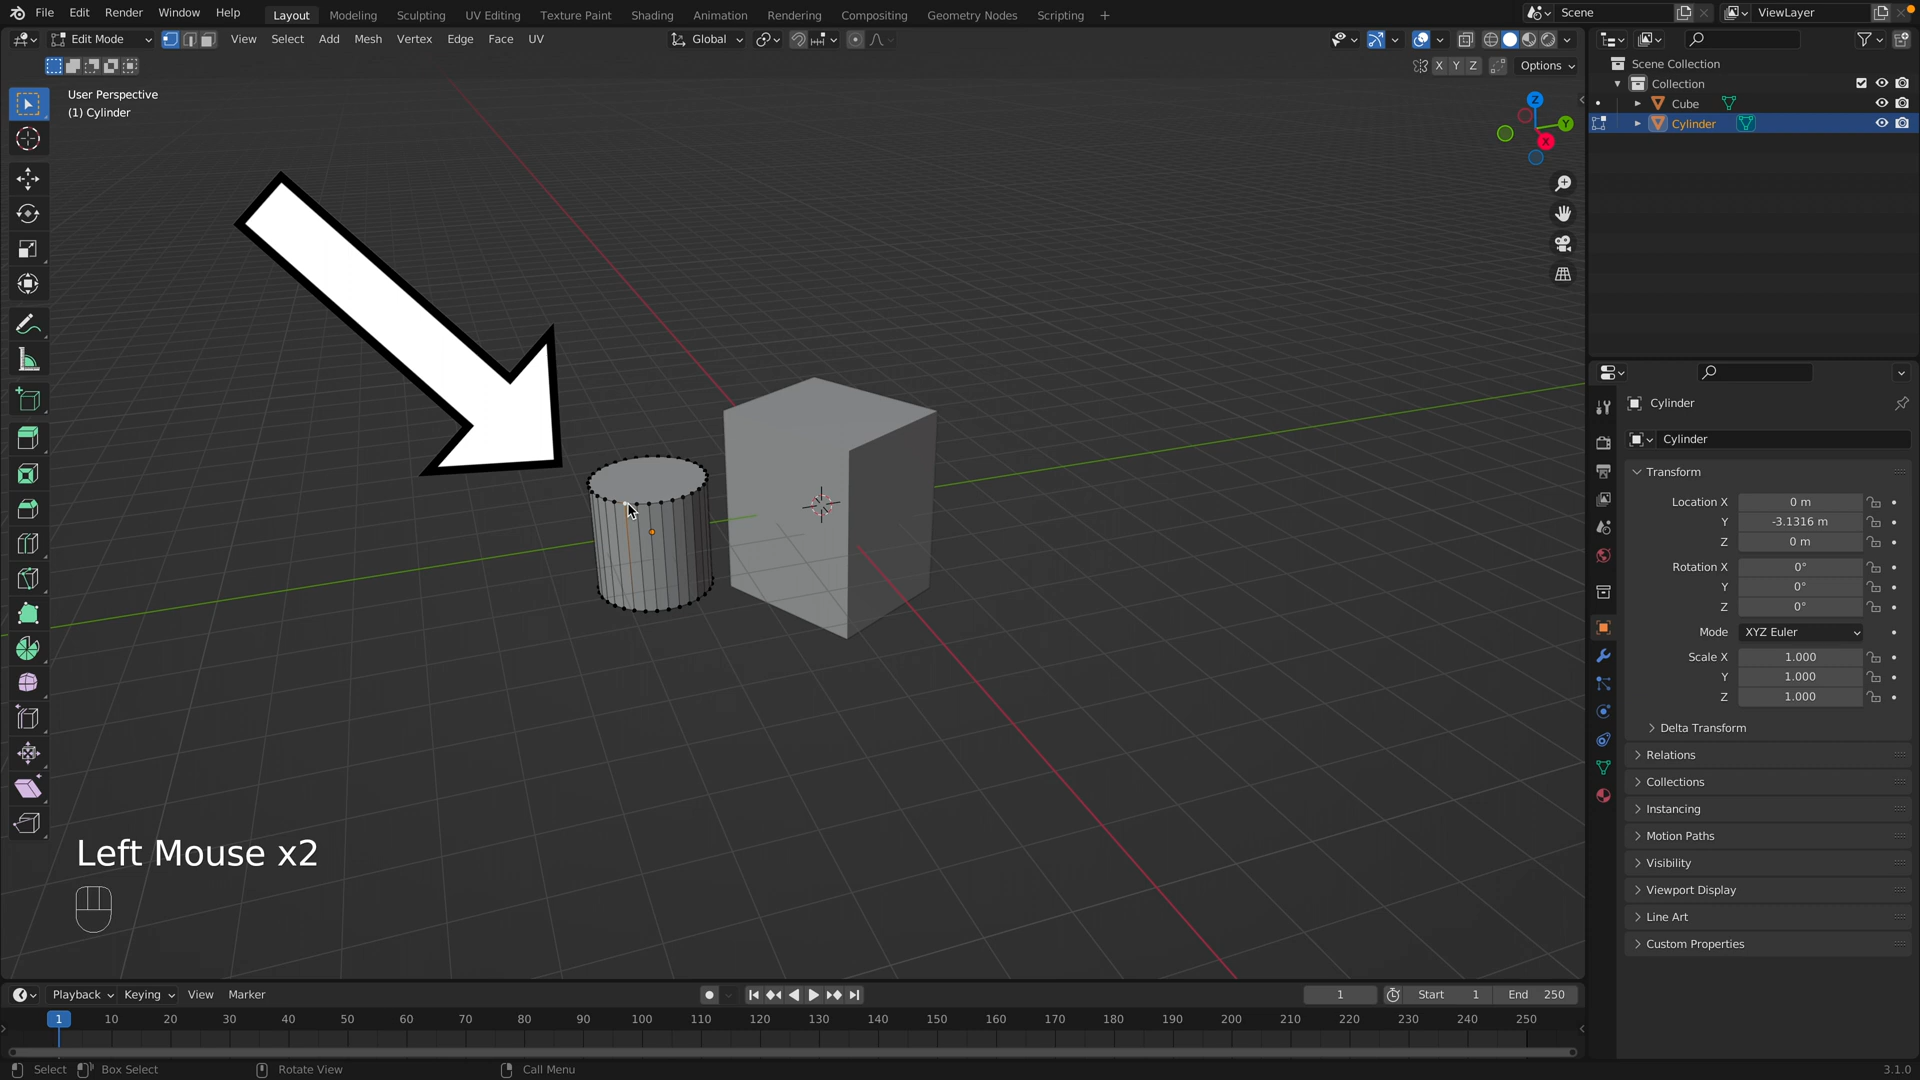 File Edit Render Window Help Layout Modeling Sculpting UV Editing Texture Paint Shading Animation Rendering Compositing Geometry Nodes Scripting + Scene ViewLayer
Edit Mode View Select Add Mesh Vertex Edge Face UV Global
X Y Z Options
User Perspective
(1) Cylinder
Z
Y
X
Scene Collection
Collection
Cube
Cylinder
Cylinder
Cylinder
Transform
Location X 0 m
Y -3.1316 m
Z 0 m
Rotation X 0°
Y 0°
Z 0°
Mode XYZ Euler
Scale X 1.000
Y 1.000
Z 1.000
Delta Transform
Relations
Collections
Instancing
Motion Paths
Visibility
Viewport Display
Line Art
Custom Properties
Left Mouse x2
Playback Keying View Marker 1 Start 1 End 250
1 10 20 30 40 50 60 70 80 90 100 110 120 130 140 150 160 170 180 190 200 210 220 230 240 250
Select Box Select Rotate View Call Menu 3.1.0